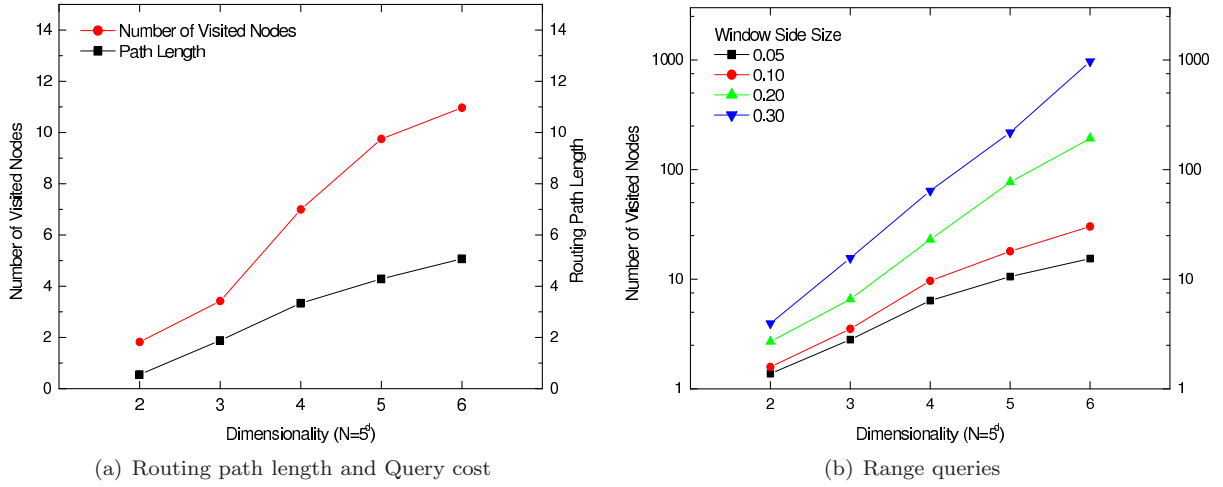 14
12
10
8
6
4
2
0
Number of Visited Nodes
Number of Visited Nodes
Path Length
14
12
10
8
6
4
2
0
Routing Path Length
2 3 4 5 6
Dimensionality (N=5^d)
(a) Routing path length and Query cost
1000
100
10
1
Number of Visited Nodes
Window Side Size
0.05
0.10
0.20
0.30
1000
100
10
1
2 3 4 5 6
Dimensionality (N=5^d)
(b) Range queries